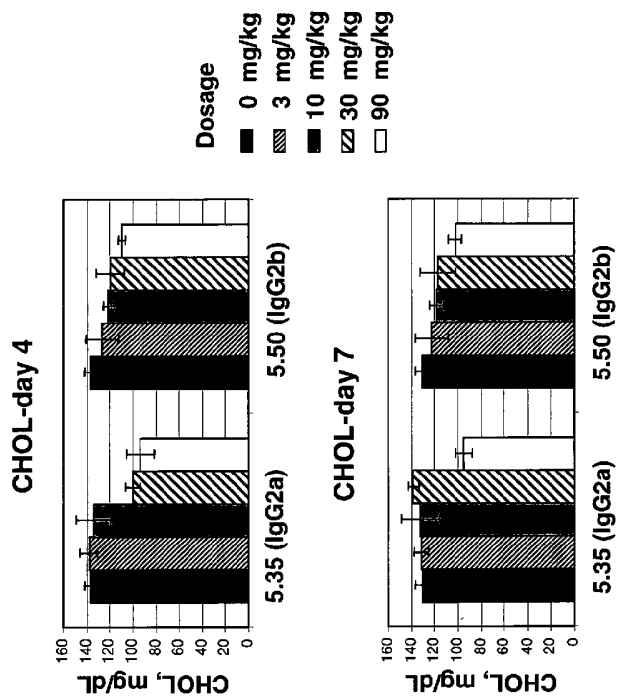 CHOL-day 4
CHOL, mg/dL
160
140
120
100
80
60
40
20
0
5.35 (IgG2a)
5.50 (IgG2b)
CHOL-day 7
CHOL, mg/dL
160
140
120
100
80
60
40
20
0
5.35 (IgG2a)
5.50 (IgG2b)
Dosage
0 mg/kg
3 mg/kg
10 mg/kg
30 mg/kg
90 mg/kg